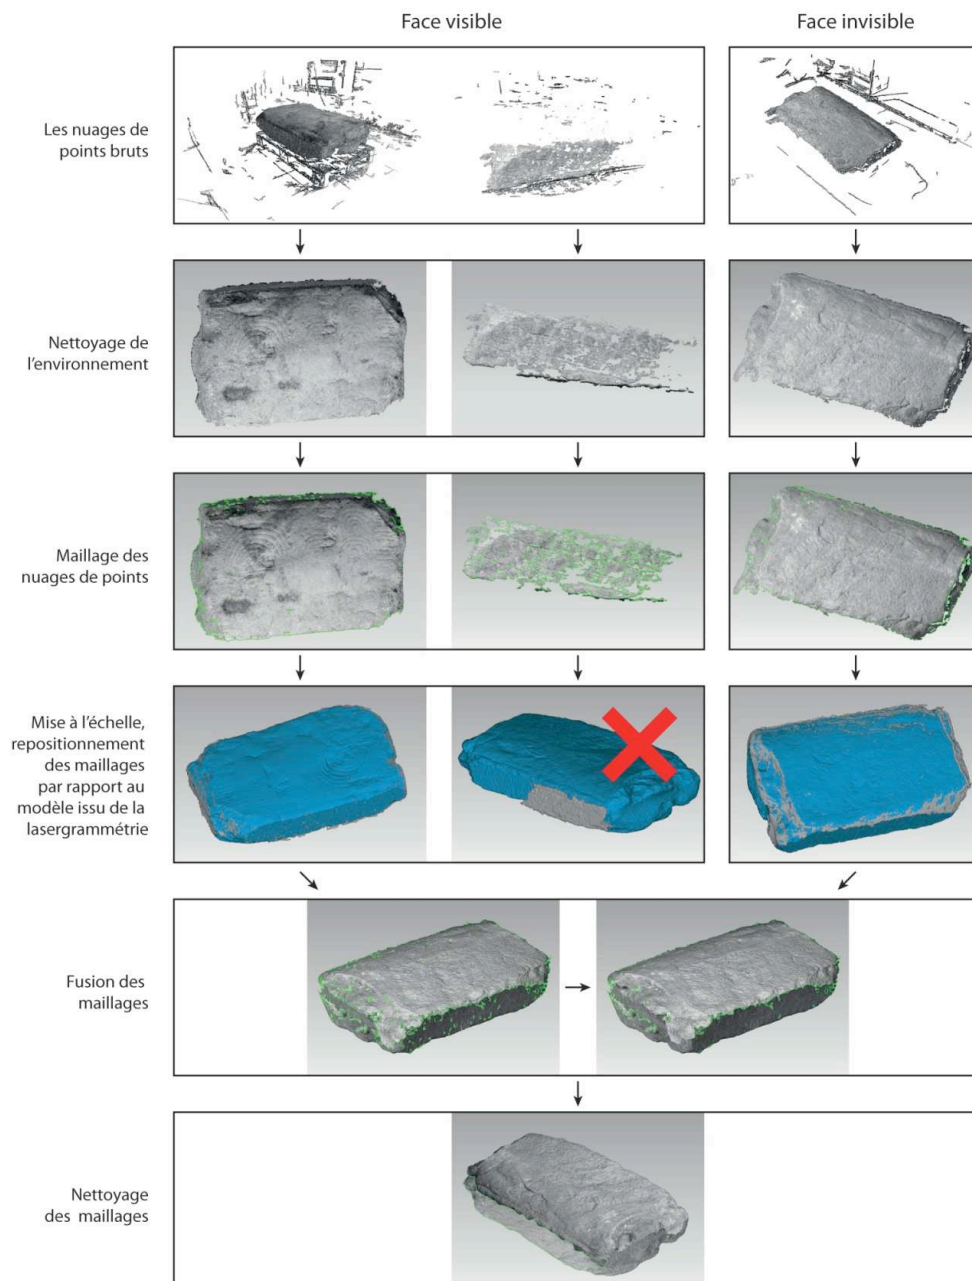 Face visible
Face invisible
Les nuages de
points bruts
Nettoyage de
l'environnement
Maillage des
nuages de points
Mise à l'échelle,
repositionnement
des maillages
par rapport au
modèle issu de la
lasergrammétrie
Fusion des
maillages
Nettoyage
des maillages